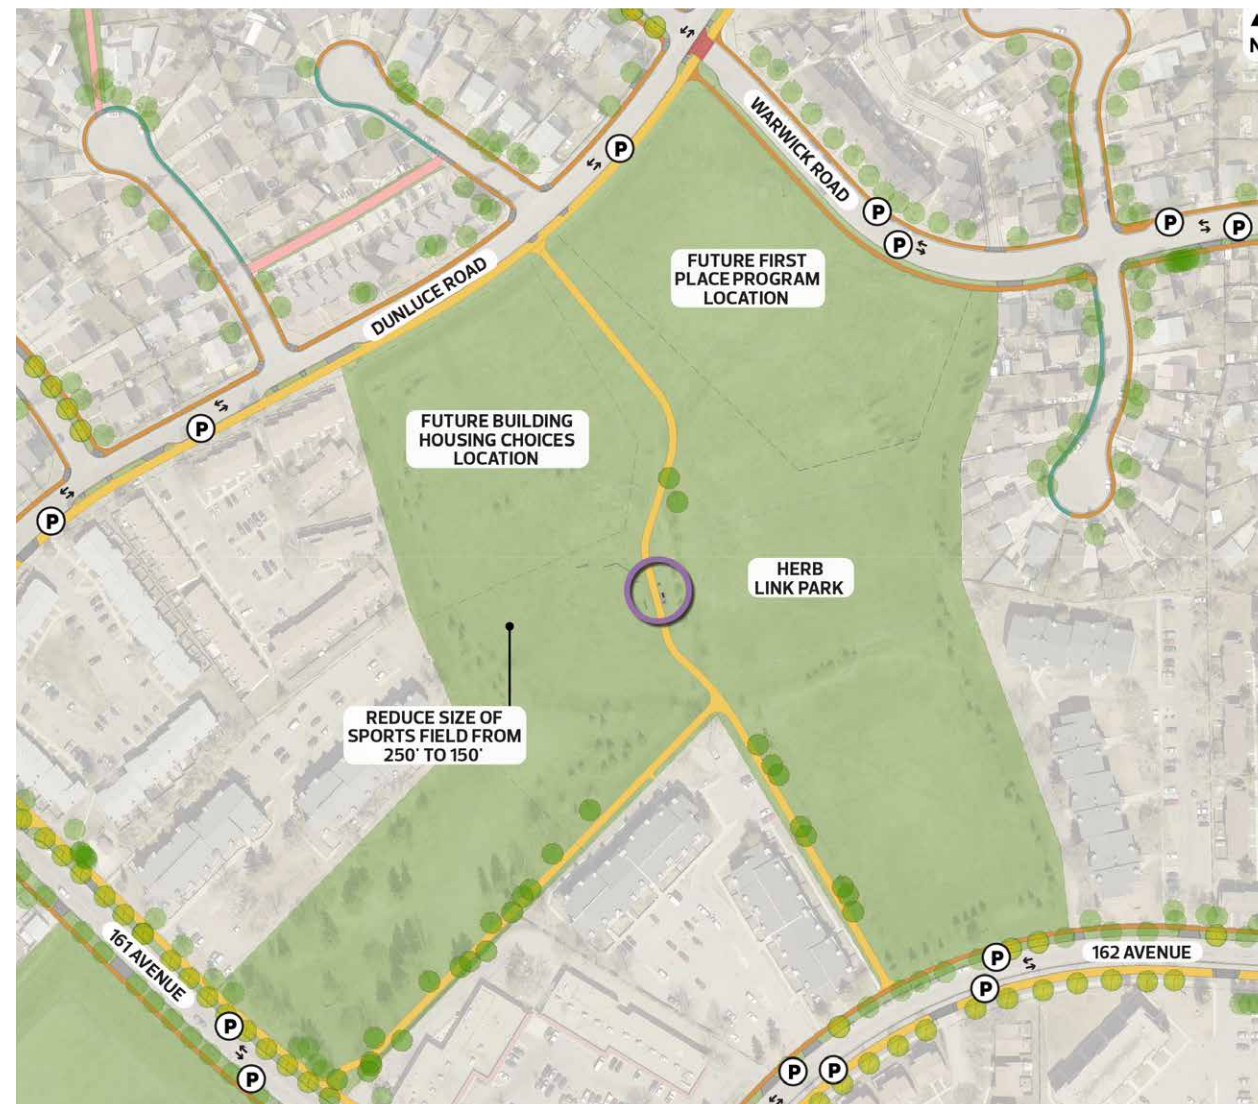 N
P
WARWICK ROAD
P
P
P
P
FUTURE FIRST
PLACE PROGRAM
LOCATION
DUNLUCE ROAD
P
FUTURE BUILDING
HOUSING CHOICES
LOCATION
P
HERB
LINK PARK
REDUCE SIZE OF
SPORTS FIELD FROM
250' TO 150'
161 AVENUE
P
P
162 AVENUE
P
P
P
P